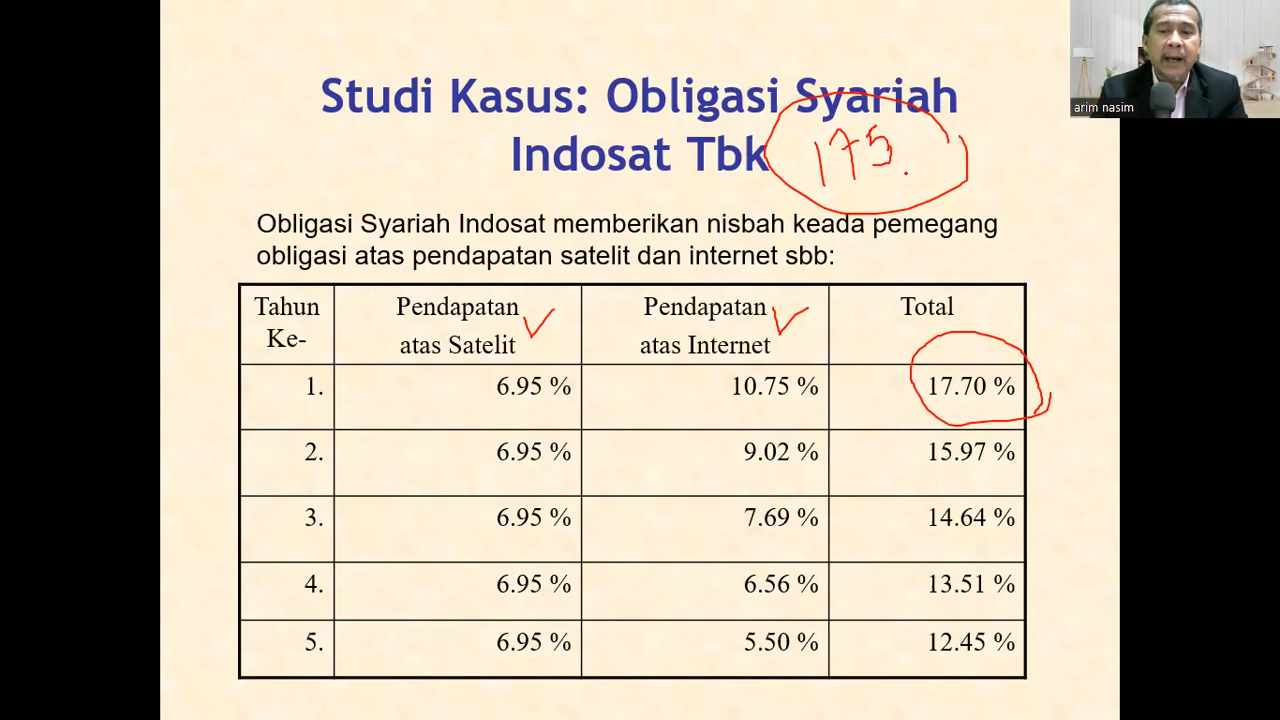 arim nasim
Studi Kasus: Obligasi Syariah
Indosat Tbk 175.
Obligasi Syariah Indosat memberikan nisbah keada pemegang
obligasi atas pendapatan satelit dan internet sbb:
Tahun Ke- Pendapatan atas Satelit Pendapatan atas Internet Total
1. 6.95 % 10.75 % 17.70 %
2. 6.95 % 9.02 % 15.97 %
3. 6.95 % 7.69 % 14.64 %
4. 6.95 % 6.56 % 13.51 %
5. 6.95 % 5.50 % 12.45 %